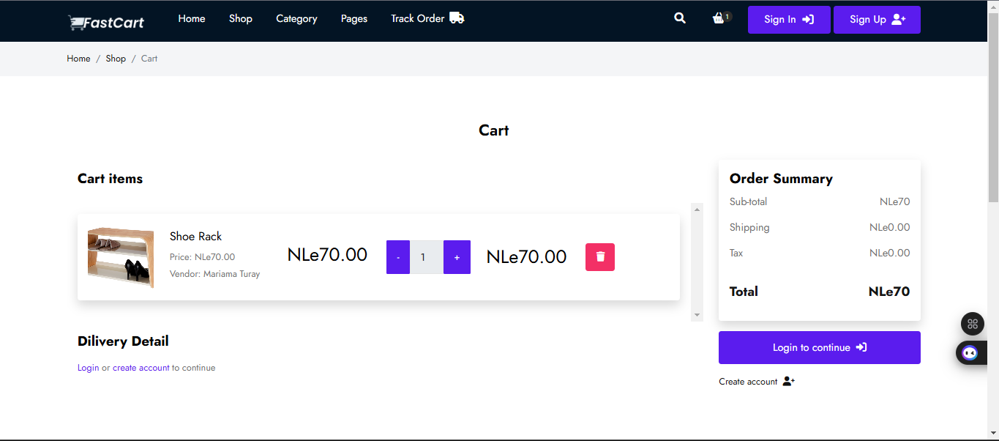 FastCart
Home Shop Category Pages Track Order
1
Sign In
Sign Up
Home / Shop / Cart
Cart
Cart items
Shoe Rack
Price: NLe70.00
Vendor: Mariama Turay
NLe70.00
- 1 +
NLe70.00
Dilivery Detail
Login or create account to continue
Order Summary
Sub-total NLe70
Shipping NLe0.00
Tax NLe0.00
Total NLe70
Login to continue
Create account